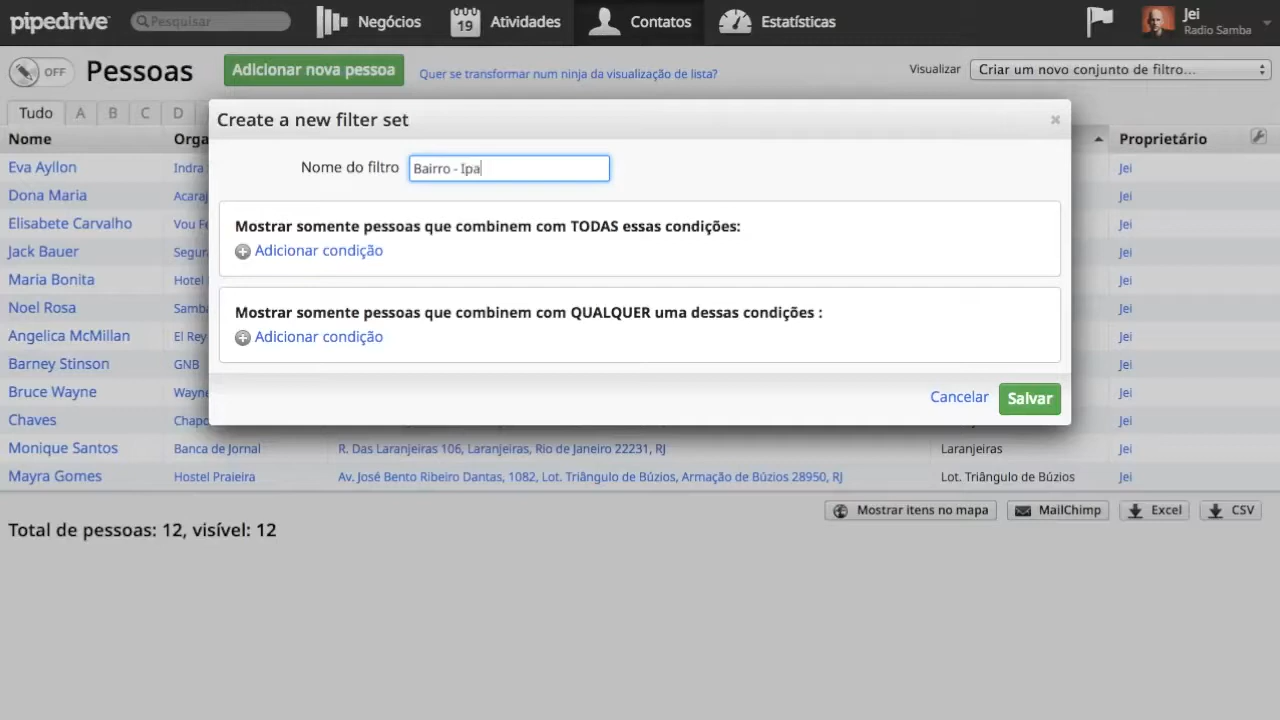 pipedrive Pesquisar Negócios 19 Atividades Contatos Estatísticas Jei
Radio Samba
OFF Pessoas Adicionar nova pessoa Quer se transformar num ninja da visualização de lista? Visualizar Criar um novo conjunto de filtro...
Tudo A B C D
Create a new filter set ×
Nome do filtro Bairro - Ipa
Mostrar somente pessoas que combinem com TODAS essas condições:
Adicionar condição
Mostrar somente pessoas que combinem com QUALQUER uma dessas condições :
Adicionar condição
Cancelar Salvar
Nome Orga Proprietário
Eva Ayllon Indra Jei
Dona Maria Acaraj Jei
Elisabete Carvalho Vou Fe Jei
Jack Bauer Segur Jei
Maria Bonita Hotel Jei
Noel Rosa Samba Jei
Angelica McMillan El Rey Jei
Barney Stinson GNB Jei
Bruce Wayne Wayne Jei
Chaves Chapo Jei
Monique Santos Banca de Jornal R. Das Laranjeiras 106, Laranjeiras, Rio de Janeiro 22231, RJ Laranjeiras Jei
Mayra Gomes Hostel Praieira Av. José Bento Ribeiro Dantas, 1082, Lot. Triângulo de Búzios, Armação de Búzios 28950, RJ Lot. Triângulo de Búzios Jei
Mostrar itens no mapa MailChimp Excel CSV
Total de pessoas: 12, visível: 12